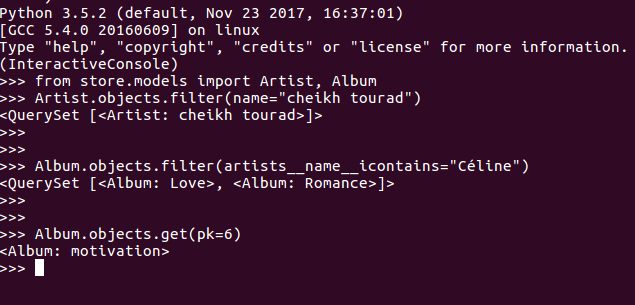 Python 3.5.2 (default, Nov 23 2017, 16:37:01)
[GCC 5.4.0 20160609] on linux
Type "help", "copyright", "credits" or "license" for more information.
(InteractiveConsole)
>>> from store.models import Artist, Album
>>> Artist.objects.filter(name="cheikh tourad")
<QuerySet [<Artist: cheikh tourad>]>
>>>
>>>
>>> Album.objects.filter(artists__name__icontains="Céline")
<QuerySet [<Album: Love>, <Album: Romance>]>
>>>
>>>
>>> Album.objects.get(pk=6)
<Album: motivation>
>>>